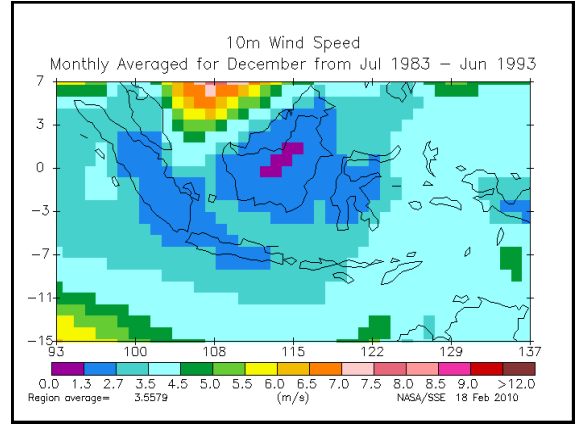 10m Wind Speed
Monthly Averaged for December from Jul 1983 – Jun 1993
7
3
0
−3
−7
−11
−15
93 100 108 115 122 129 137
0.0 1.3 2.7 3.5 4.5 5.0 5.5 6.0 6.5 7.0 7.5 8.0 8.5 9.0 >12.0
Region average= 3.5579 (m/s) NASA/SSE 18 Feb 2010